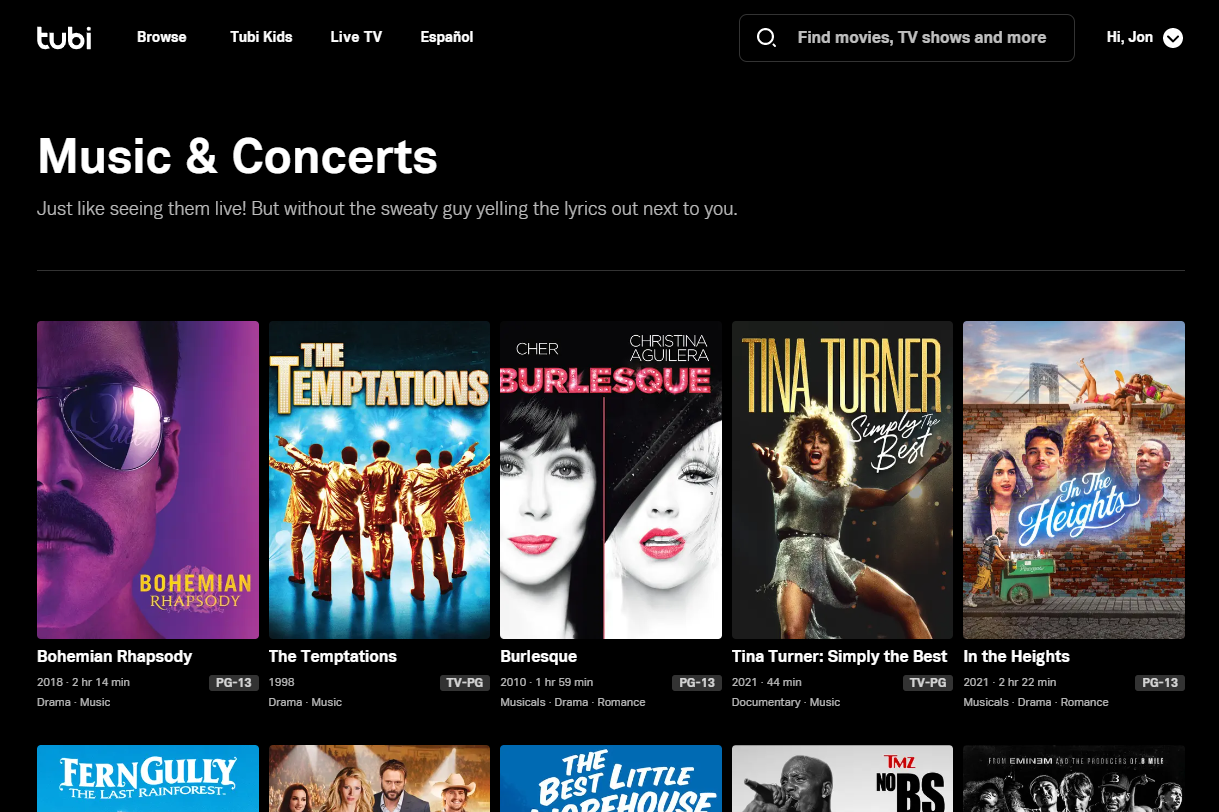 tubi
Browse
Tubi Kids
Live TV
Español
Find movies, TV shows and more
Hi, Jon
Music & Concerts
Just like seeing them live! But without the sweaty guy yelling the lyrics out next to you.
Queen
BOHEMIAN
RHAPSODY
THE
TEMPTATIONS
CHER
CHRISTINA
AGUILERA
BURLESQUE
TINA TURNER
Simply The
Best
In The
Heights
Bohemian Rhapsody
2018 · 2 hr 14 min
PG-13
Drama · Music
The Temptations
1998
TV-PG
Drama · Music
Burlesque
2010 · 1 hr 59 min
PG-13
Musicals · Drama · Romance
Tina Turner: Simply the Best
2021 · 44 min
TV-PG
Documentary · Music
In the Heights
2021 · 2 hr 22 min
PG-13
Musicals · Drama · Romance
FERNGULLY
THE LAST RAINFOREST
THE
BEST LITTLE
WHOREHOUSE
TMZ
NO BS
FROM EMINEM AND THE PRODUCERS OF 8 MILE